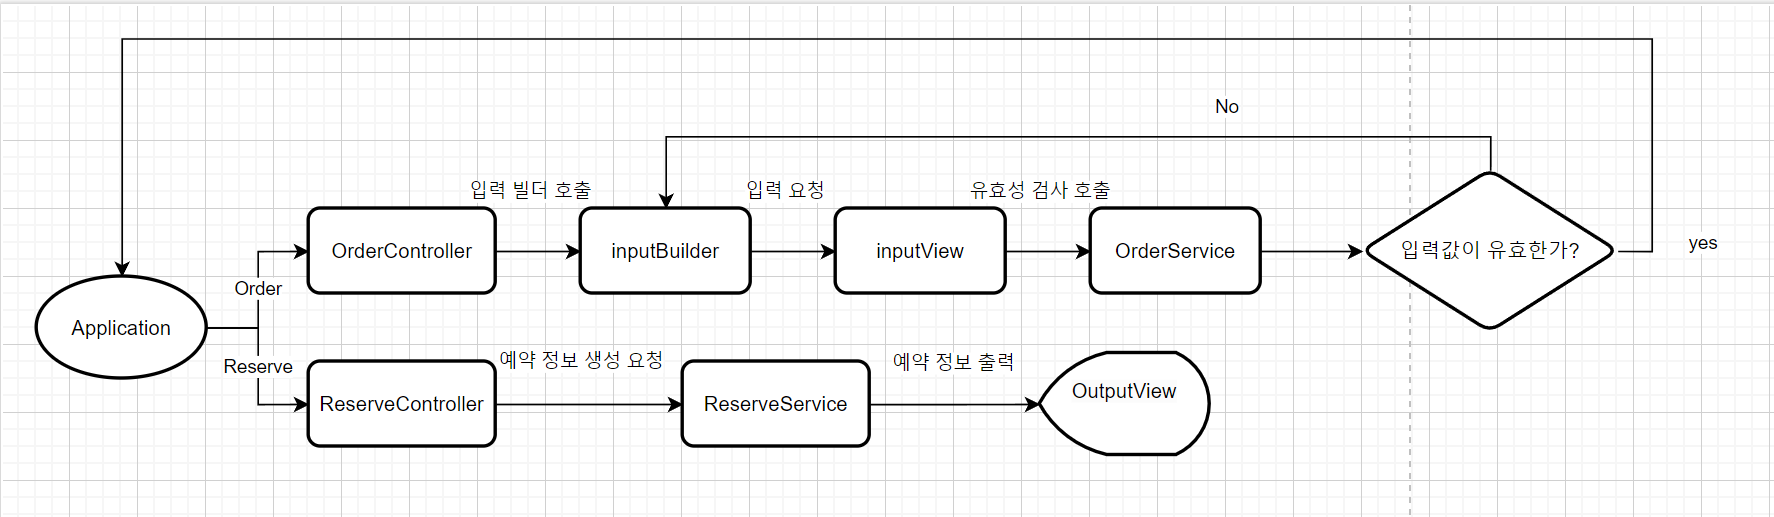 No
입력 빌더 호출
입력 요청
유효성 검사 호출
OrderController
inputBuilder
inputView
OrderService
입력값이 유효한가?
yes
Order
Application
Reserve
예약 정보 생성 요청
예약 정보 출력
ReserveController
ReserveService
OutputView